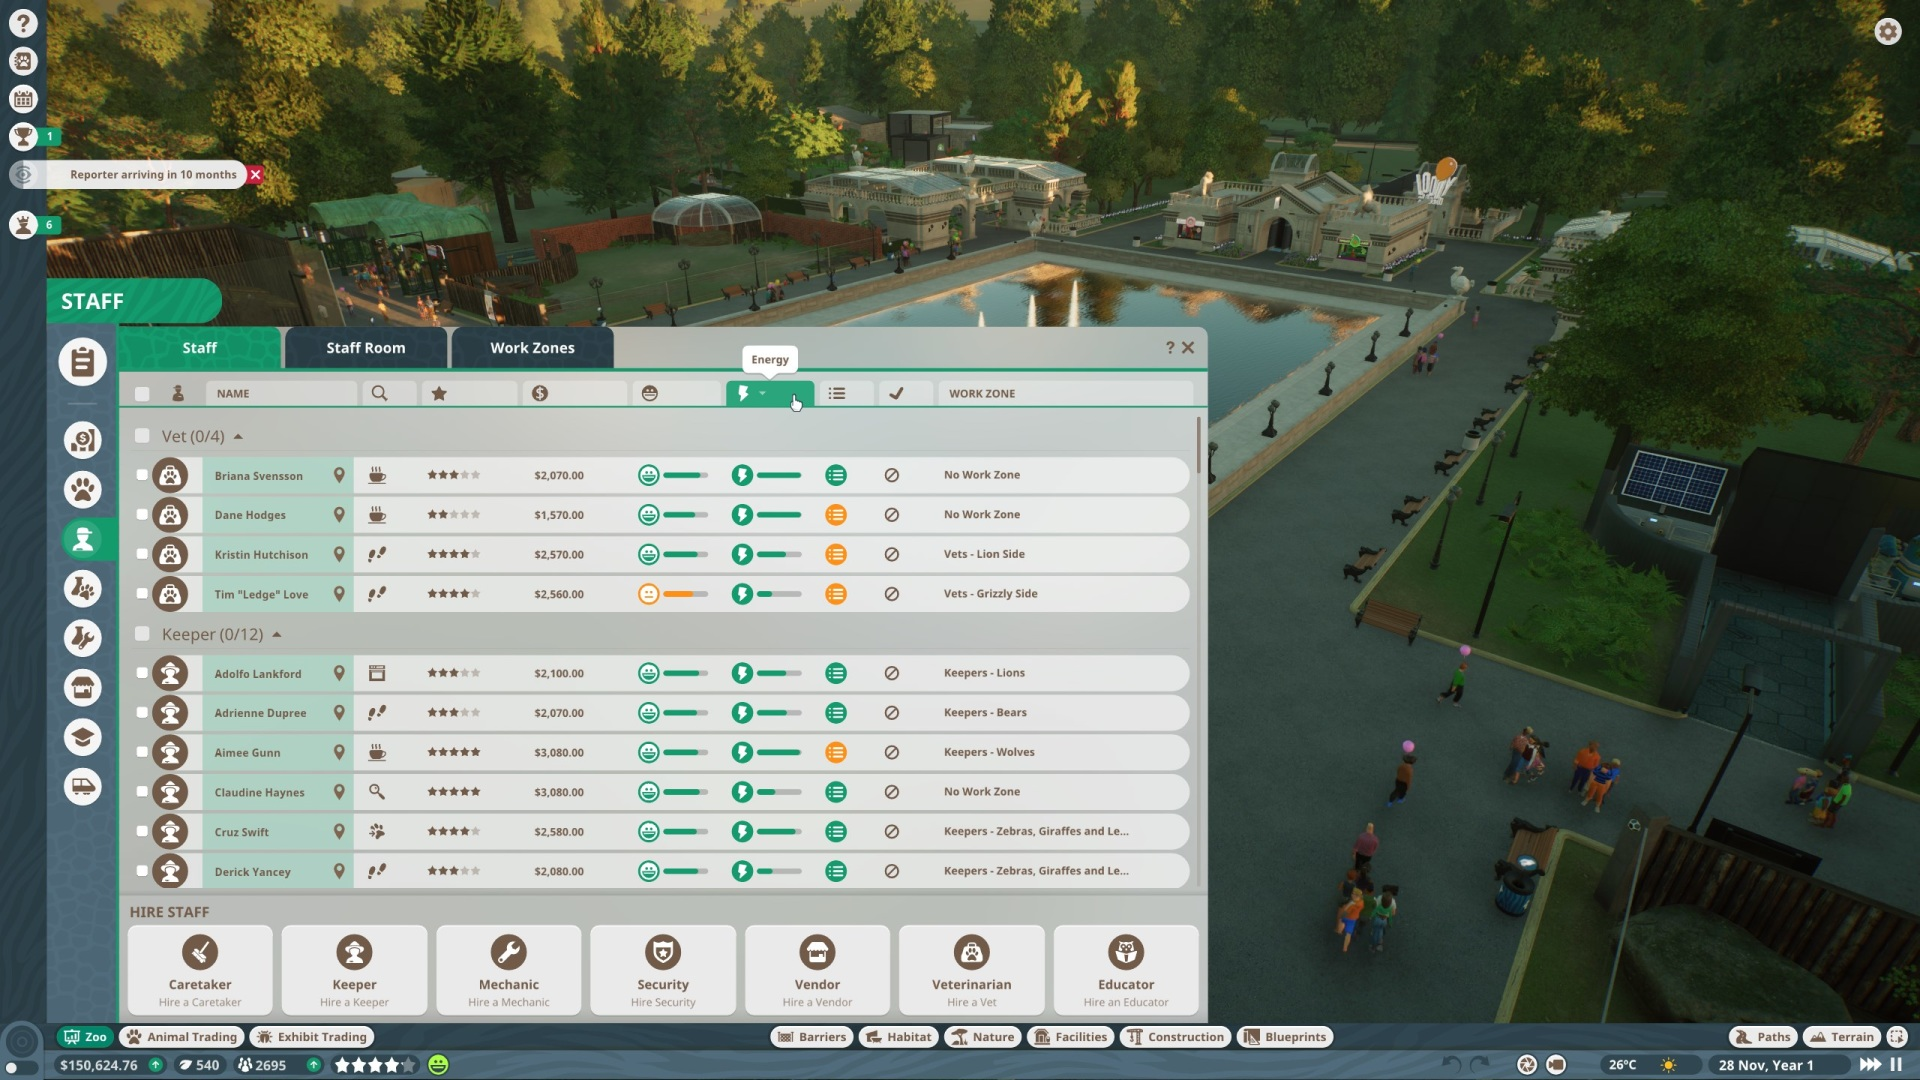 ?
1
Reporter arriving in 10 months
6
STAFF
Staff
Staff Room
Work Zones
Energy
?
NAME
WORK ZONE
Vet (0/4)
Briana Svensson $2,070.00 No Work Zone
Dane Hodges $1,570.00 No Work Zone
Kristin Hutchison $2,570.00 Vets - Lion Side
Tim "Ledge" Love $2,560.00 Vets - Grizzly Side
Keeper (0/12)
Adolfo Lankford $2,100.00 Keepers - Lions
Adrienne Dupree $2,070.00 Keepers - Bears
Aimee Gunn $3,080.00 Keepers - Wolves
Claudine Haynes $3,080.00 No Work Zone
Cruz Swift $2,580.00 Keepers - Zebras, Giraffes and Le...
Derick Yancey $2,080.00 Keepers - Zebras, Giraffes and Le...
HIRE STAFF
Caretaker
Hire a Caretaker
Keeper
Hire a Keeper
Mechanic
Hire a Mechanic
Security
Hire Security
Vendor
Hire a Vendor
Veterinarian
Hire a Vet
Educator
Hire an Educator
Zoo
Animal Trading
Exhibit Trading
Barriers
Habitat
Nature
Facilities
Construction
Blueprints
Paths
Terrain
$150,624.76
540
2695
26°C
28 Nov, Year 1